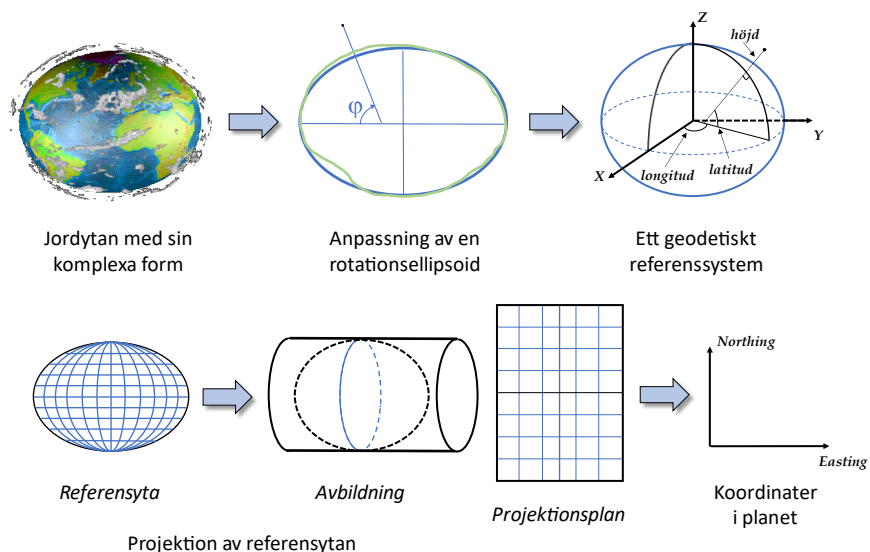 φ
Z
höjd
Y
X
longitud
latitud
Jordytan med sin
komplexa form
Anpassning av en
rotationsellipsoid
Ett geodetiskt
referenssystem
Northing
Easting
Referensyta
Avbildning
Projektionsplan
Koordinater
i planet
Projektion av referensytan